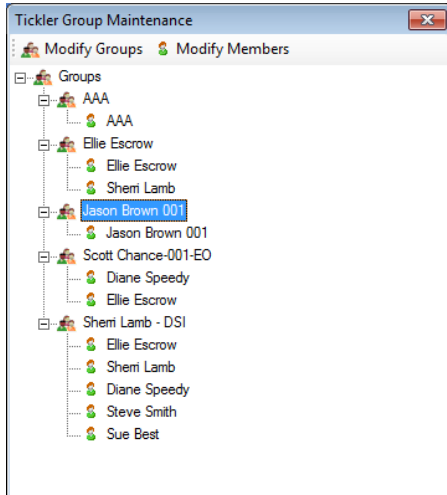 Tickler Group Maintenance
Modify Groups Modify Members
Groups
AAA
AAA
Ellie Escrow
Ellie Escrow
Sherri Lamb
Jason Brown 001
Jason Brown 001
Scott Chance-001-EO
Diane Speedy
Ellie Escrow
Sherri Lamb - DSI
Ellie Escrow
Sherri Lamb
Diane Speedy
Steve Smith
Sue Best